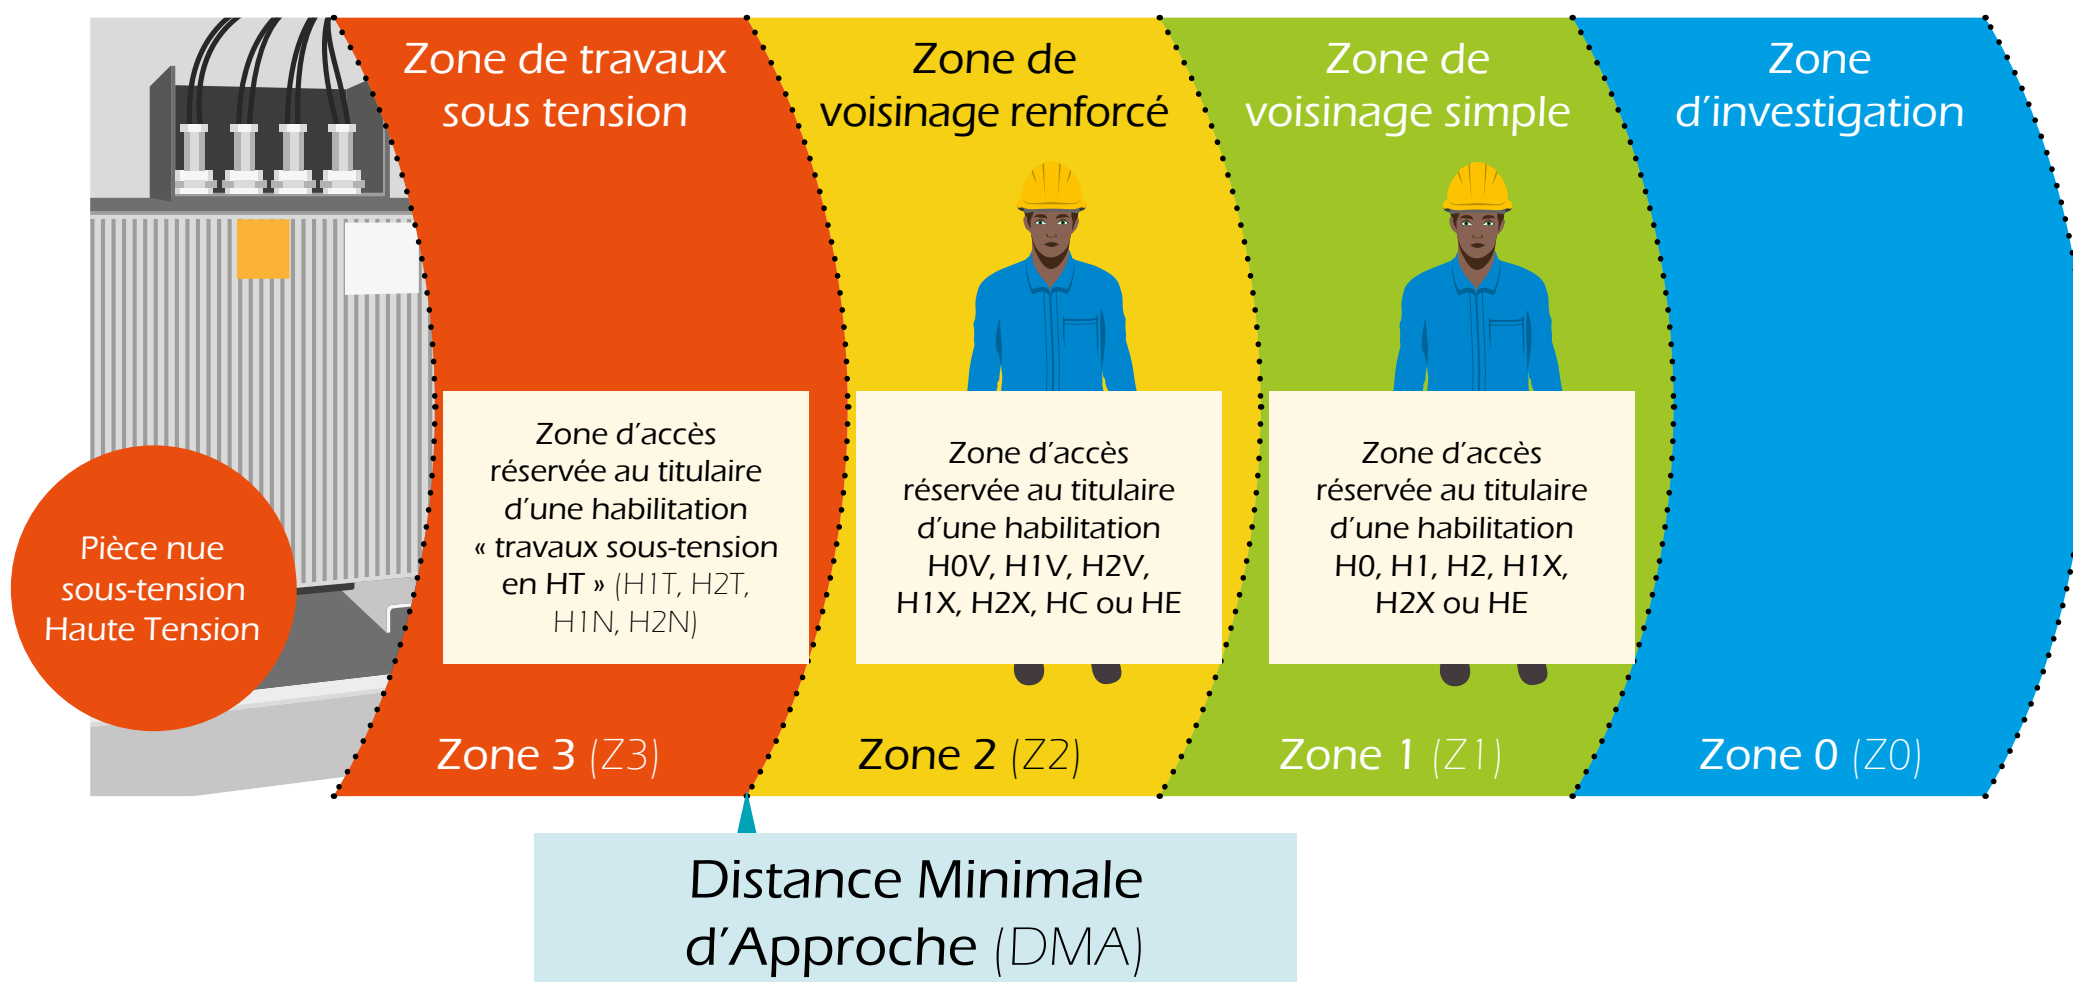 Zone de travaux
sous tension
Zone de
voisinage renforcé
Zone de
voisinage simple
Zone
d'investigation
Pièce nue
sous-tension
Haute Tension
Zone d'accès
réservée au titulaire
d'une habilitation
« travaux sous-tension
en HT » (H1T, H2T,
H1N, H2N)
Zone d'accès
réservée au titulaire
d'une habilitation
H0V, H1V, H2V,
H1X, H2X, HC ou HE
Zone d'accès
réservée au titulaire
d'une habilitation
H0, H1, H2, H1X,
H2X ou HE
Zone 3 (Z3)
Zone 2 (Z2)
Zone 1 (Z1)
Zone 0 (Z0)
Distance Minimale
d'Approche (DMA)